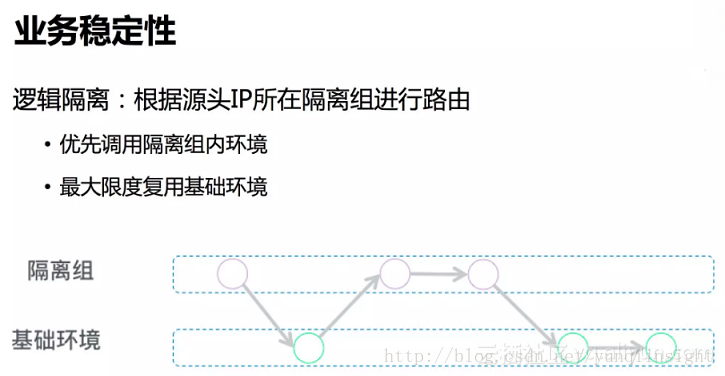 业务稳定性
逻辑隔离：根据源头IP所在隔离组进行路由
• 优先调用隔离组内环境
• 最大限度复用基础环境
隔离组
基础环境
http://blog.csdn.net/yunqiinsight